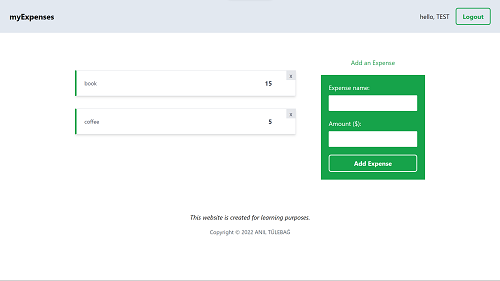 myExpenses
hello, TEST
Logout
Add an Expense
x
book
15
x
coffee
5
Expense name:
Amount ($):
Add Expense
This website is created for learning purposes.
Copyright © 2022 ANIL TÜLEBAĞ